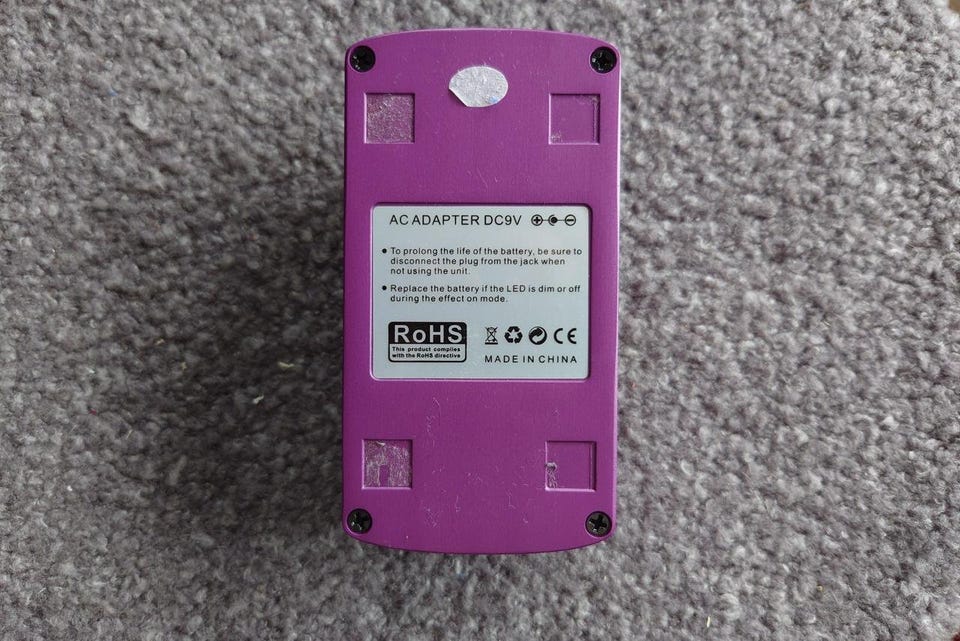 AC ADAPTER DC9V
• To prolong the life of the battery, be sure to
disconnect the plug from the jack when
not using the unit.
• Replace the battery if the LED is dim or off
during the effect on mode.
RoHS
This product complies
with the RoHS directive
CE
MADE IN CHINA